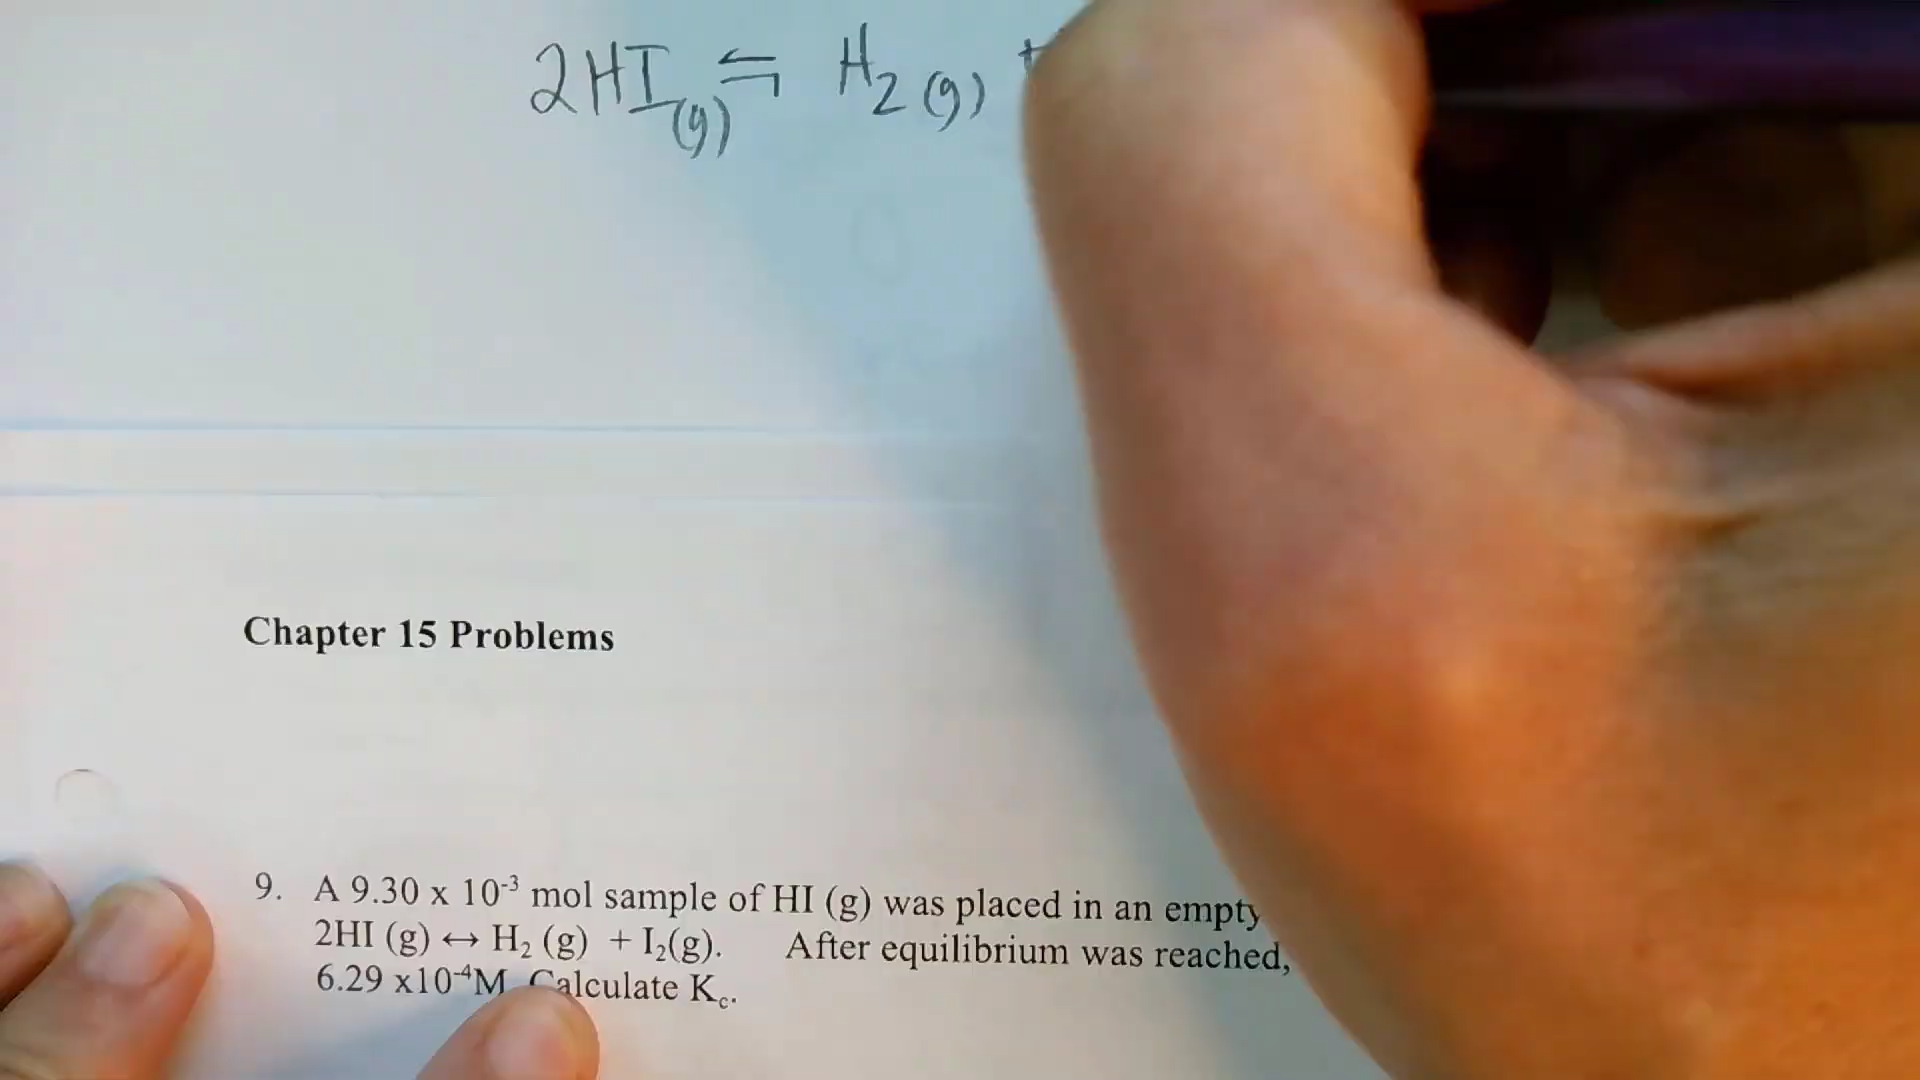 2HI(g) ⇌ H₂(g) +
Chapter 15 Problems
9. A 9.30 x 10⁻³ mol sample of HI (g) was placed in an empty
2HI (g) ↔ H₂ (g) + I₂(g). After equilibrium was reached,
6.29 x10⁻⁴M Calculate K꜀.